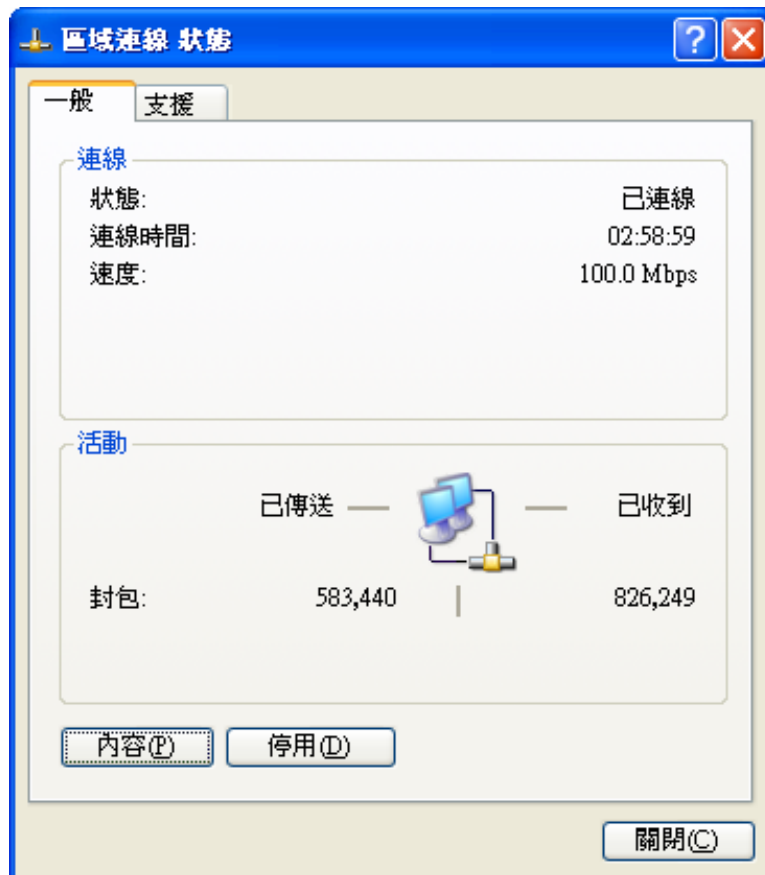 區域連線 狀態
一般 支援
連線
狀態: 已連線
連線時間: 02:58:59
速度: 100.0 Mbps
活動
已傳送 — — 已收到
封包: 583,440 | 826,249
內容(P) 停用(D)
關閉(C)